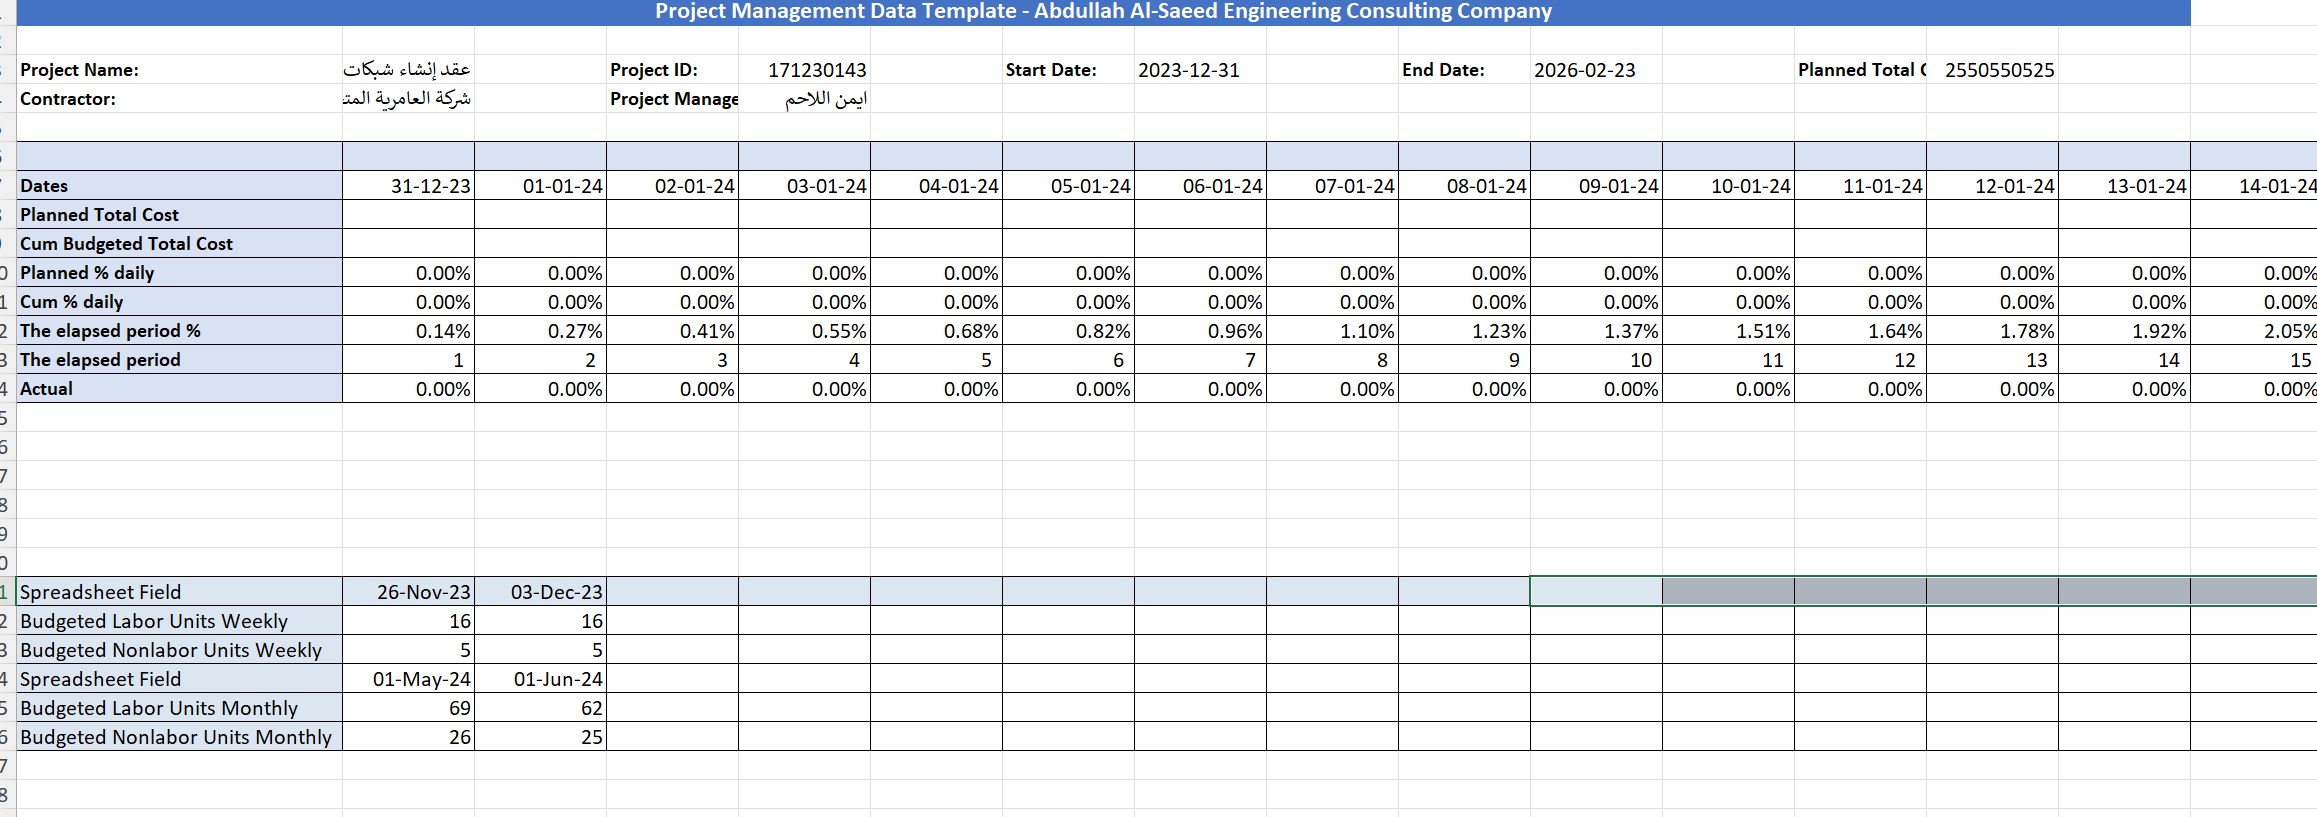 Project Management Data Template - Abdullah Al-Saeed Engineering Consulting Company
Project Name: عقد إنشاء شبكات Project ID: 171230143 Start Date: 2023-12-31 End Date: 2026-02-23 Planned Total 2550550525
Contractor: شركة العامرية المت Project Manage ايمن اللاحم
Dates 31-12-23 01-01-24 02-01-24 03-01-24 04-01-24 05-01-24 06-01-24 07-01-24 08-01-24 09-01-24 10-01-24 11-01-24 12-01-24 13-01-24 14-01-24
Planned Total Cost
Cum Budgeted Total Cost
Planned % daily 0.00% 0.00% 0.00% 0.00% 0.00% 0.00% 0.00% 0.00% 0.00% 0.00% 0.00% 0.00% 0.00% 0.00% 0.00%
Cum % daily 0.00% 0.00% 0.00% 0.00% 0.00% 0.00% 0.00% 0.00% 0.00% 0.00% 0.00% 0.00% 0.00% 0.00% 0.00%
The elapsed period % 0.14% 0.27% 0.41% 0.55% 0.68% 0.82% 0.96% 1.10% 1.23% 1.37% 1.51% 1.64% 1.78% 1.92% 2.05%
The elapsed period 1 2 3 4 5 6 7 8 9 10 11 12 13 14 15
Actual 0.00% 0.00% 0.00% 0.00% 0.00% 0.00% 0.00% 0.00% 0.00% 0.00% 0.00% 0.00% 0.00% 0.00% 0.00%
Spreadsheet Field 26-Nov-23 03-Dec-23
Budgeted Labor Units Weekly 16 16
Budgeted Nonlabor Units Weekly 5 5
Spreadsheet Field 01-May-24 01-Jun-24
Budgeted Labor Units Monthly 69 62
Budgeted Nonlabor Units Monthly 26 25